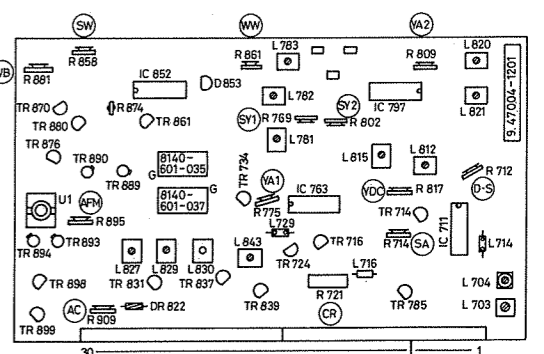 SW
WW
YA2
WB
R 881
R 858
IC 852
D 853
R 861
L 783
R 809
L 820
9.47004-1201
TR 870
R 874
TR 880
TR 861
L 782
SY1
R 769
SY2
R 802
IC 797
L 821
TR 876
TR 890
TR 889
8140-
601-035
G
TR 734
L 781
L 815
L 812
R 712
U1
AFM
R 895
8140-
601-037
G
YA1
R 775
IC 763
YDC
R 817
D-S
TR 894
TR 893
L729
TR 714
R 714
SA
IC 711
L 714
L 827
L 829
L 830
L 843
TR 724
TR 716
L 716
TR 898
TR 831
TR 837
TR 839
R 721
TR 785
L 704
TR 899
AC
R 909
DR 822
CR
L 703
30
1